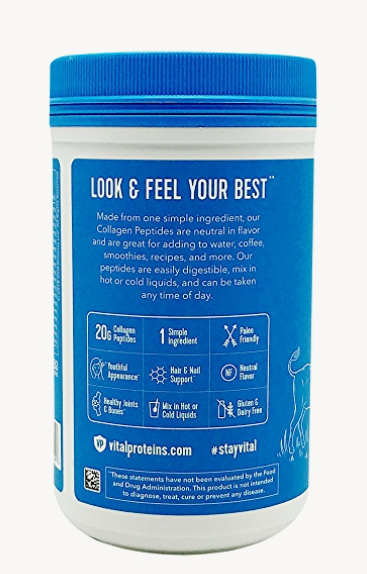 LOOK & FEEL YOUR BEST**
Made from one simple ingredient, our
Collagen Peptides are neutral in flavor
and are great for adding to water, coffee,
smoothies, recipes, and more. Our
peptides are easily digestible, mix in
hot or cold liquids, and can be taken
any time of day.
20G Collagen Peptides
1 Simple Ingredient
Paleo Friendly
Youthful Appearance**
Hair & Nail Support**
NF Neutral Flavor
Healthy Joints & Bones**
Mix in Hot or Cold Liquids
Gluten & Dairy Free
VP vitalproteins.com #stayvital
**These statements have not been evaluated by the Food
and Drug Administration. This product is not intended
to diagnose, treat, cure or prevent any disease.